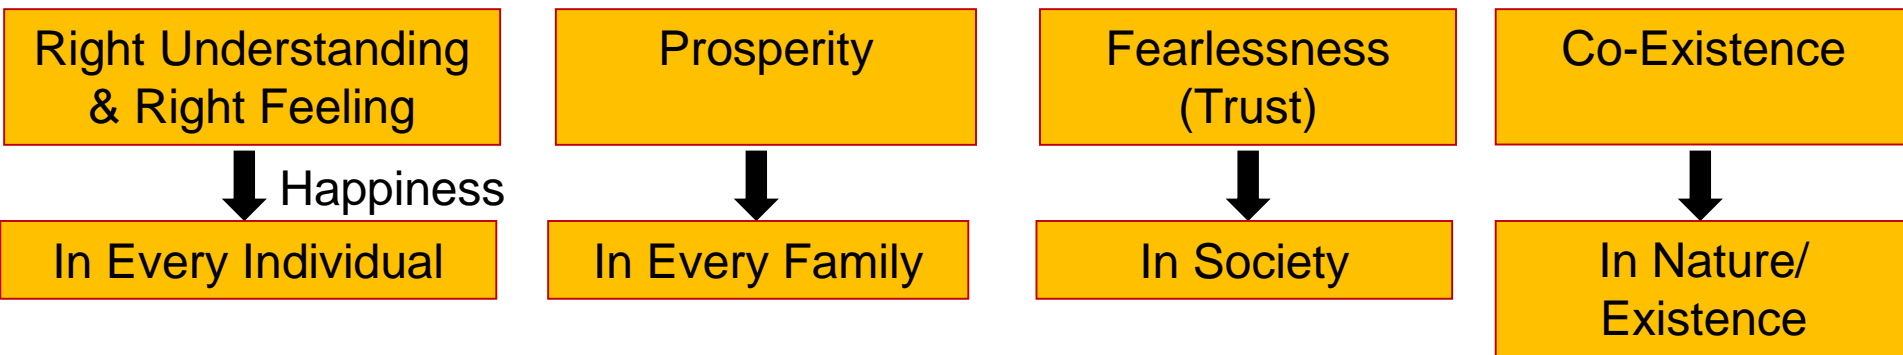 Right Understanding
& Right Feeling
Prosperity
Fearlessness
(Trust)
Co-Existence
Happiness
In Every Individual
In Every Family
In Society
In Nature/
Existence